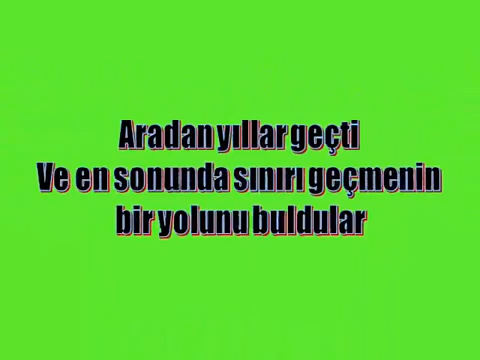 Aradan yıllar geçti
Ve en sonunda sınırı geçmenin
bir yolunu buldular